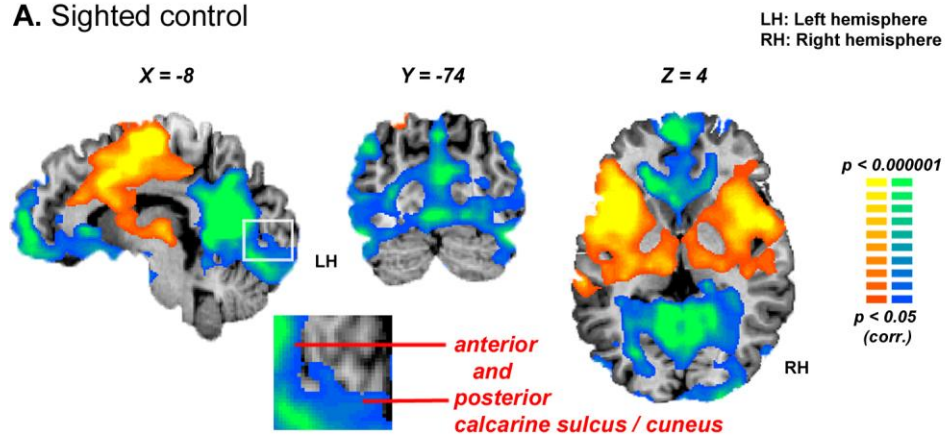 A. Sighted control
LH: Left hemisphere
RH: Right hemisphere
X = -8
Y = -74
Z = 4
p < 0.000001
LH
p < 0.05
(corr.)
anterior
and
posterior
calcarine sulcus / cuneus
RH